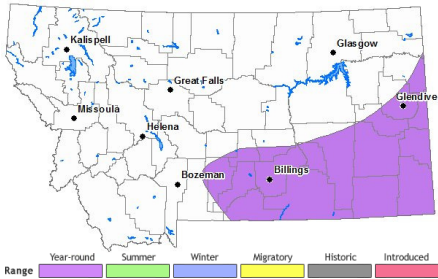 Kalispell
Glasgow
Great Falls
Glendive
Missoula
Helena
Billings
Bozeman
Range Year-round Summer Winter Migratory Historic Introduced